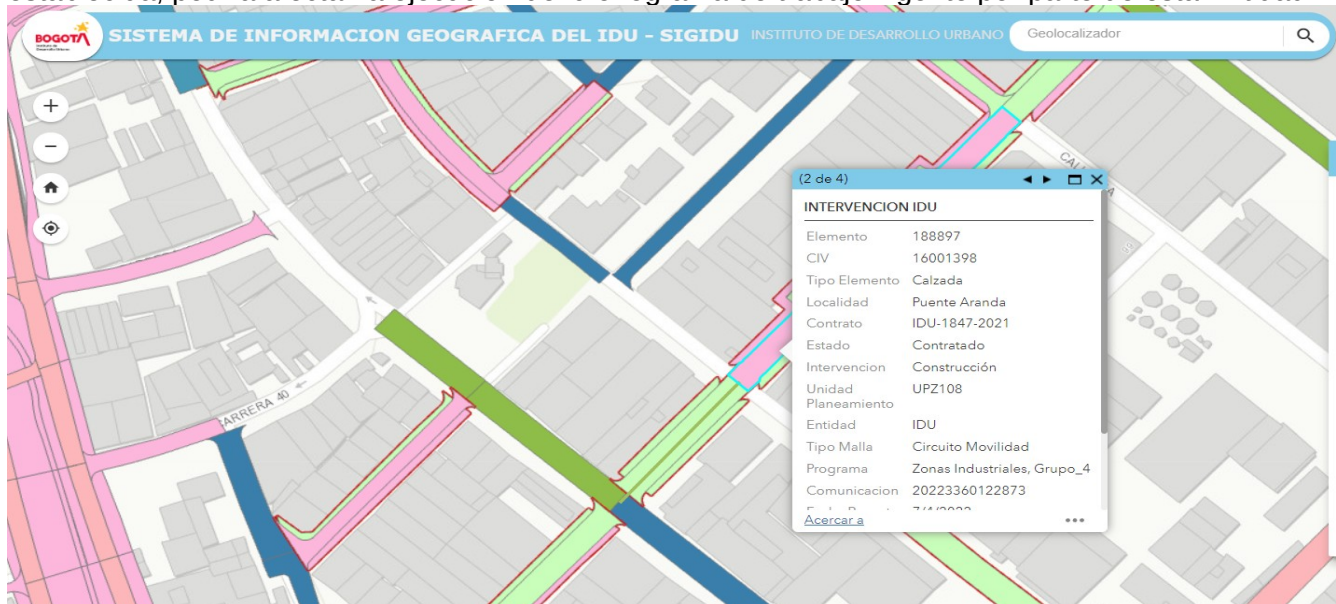 BOGOTÁ
SISTEMA DE INFORMACION GEOGRAFICA DEL IDU - SIGIDU INSTITUTO DE DESARROLLO URBANO Geolocalizador
(2 de 4)
INTERVENCION IDU
Elemento 188897
CIV 16001398
Tipo Elemento Calzada
Localidad Puente Aranda
Contrato IDU-1847-2021
Estado Contratado
Intervencion Construcción
Unidad Planeamiento UPZ108
Entidad IDU
Tipo Malla Circuito Movilidad
Programa Zonas Industriales, Grupo_4
Comunicacion 20223360122873
Acercar a
CARRERA 40